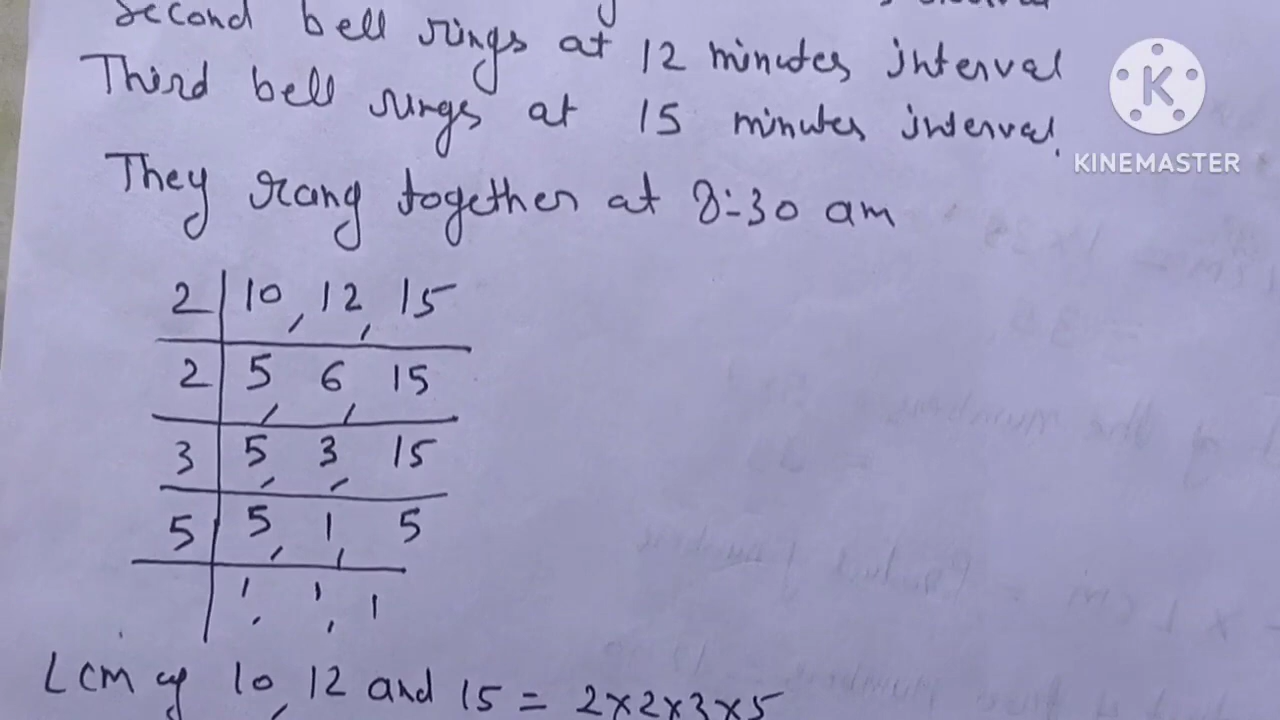 second bell rings at 12 minutes interval
Third bell rings at 15 minutes interval.
They rang together at 8:30 am
K
KINEMASTER
2 | 10, 12, 15
2 | 5, 6, 15
3 | 5, 3, 15
5 | 5, 1, 5
1, 1, 1
LCM of 10, 12 and 15 = 2×2×3×5